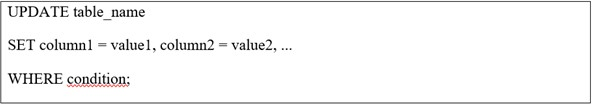 UPDATE table_name
SET column1 = value1, column2 = value2, ...
WHERE condition;